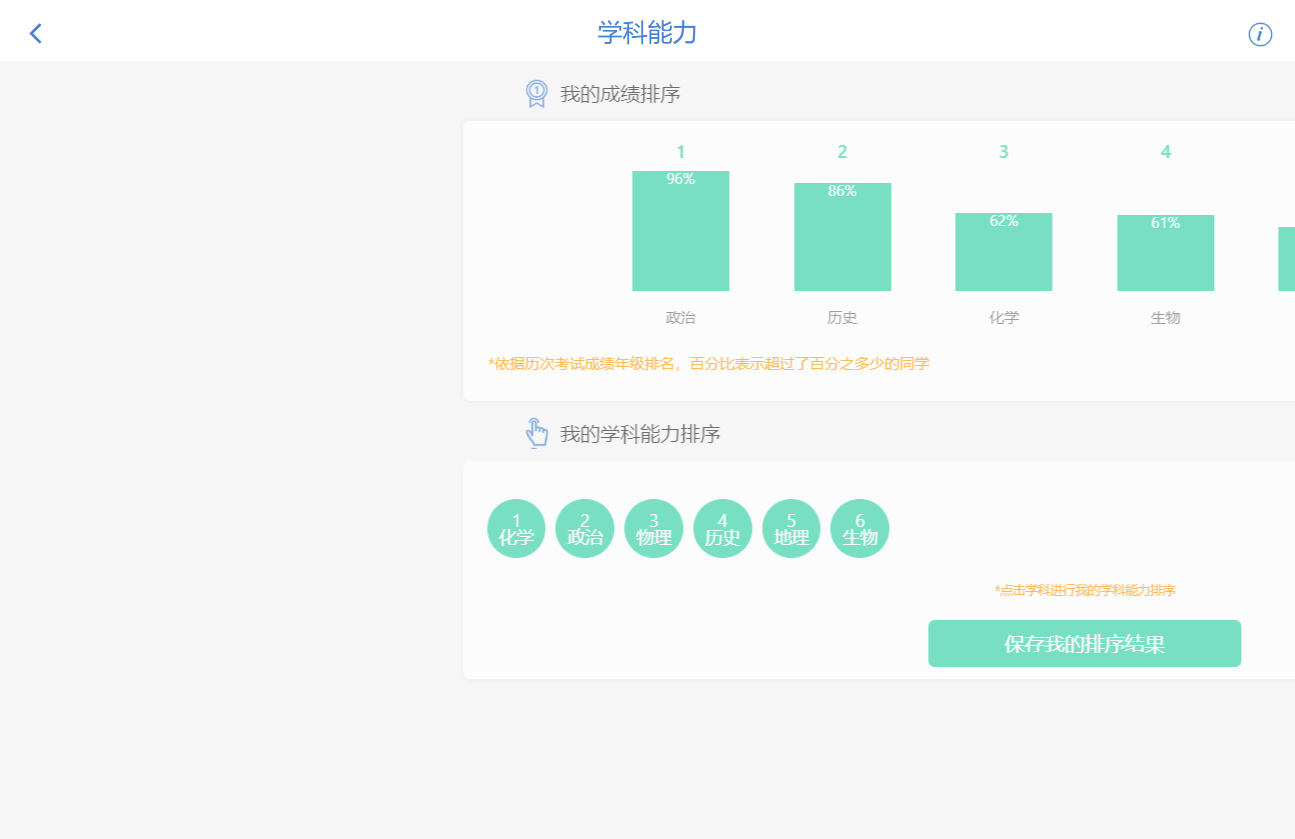 学科能力
i
1
我的成绩排序
1 2 3 4
96% 86% 62% 61%
政治 历史 化学 生物
*依据历次考试成绩年级排名，百分比表示超过了百分之多少的同学
我的学科能力排序
1 2 3 4 5 6
化学 政治 物理 历史 地理 生物
*点击学科进行我的学科能力排序
保存我的排序结果